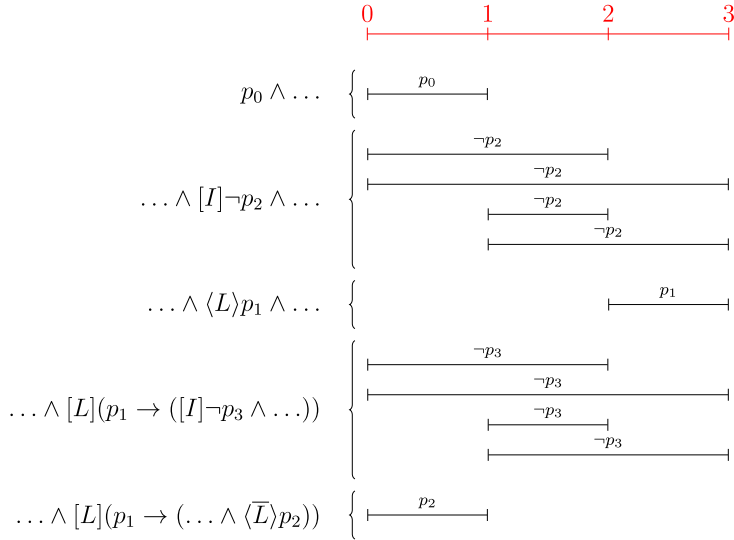 0 1 2 3
p₀
p₀ ∧ …
¬p₂
¬p₂
¬p₂
… ∧ [I]¬p₂ ∧ …
¬p₂
p₁
… ∧ ⟨L⟩p₁ ∧ …
¬p₃
¬p₃
¬p₃
… ∧ [L](p₁ → ([I]¬p₃ ∧ …))
¬p₃
p₂
… ∧ [L](p₁ → (… ∧ ⟨L̅⟩p₂))